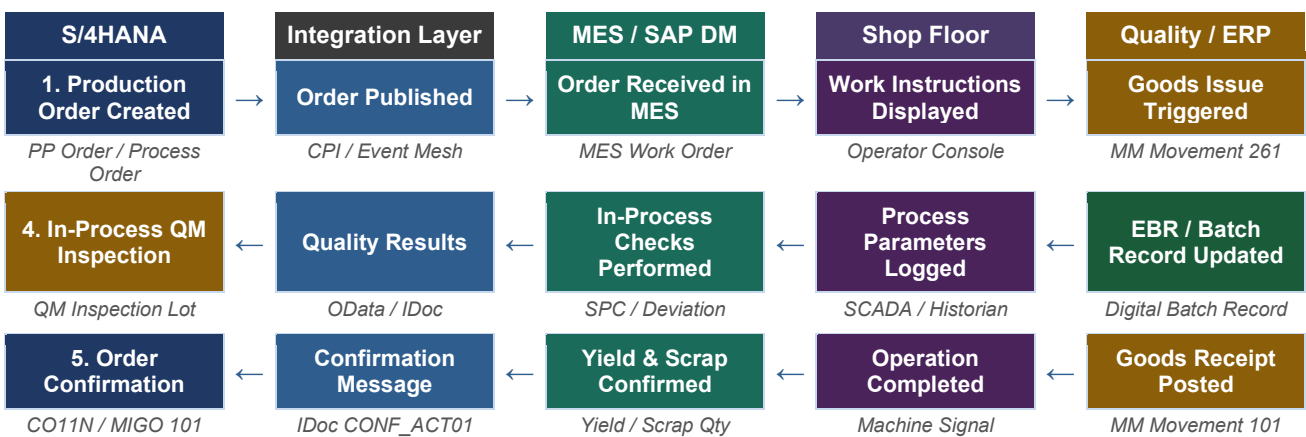 S/4HANA
Integration Layer
MES / SAP DM
Shop Floor
Quality / ERP
1. Production
Order Created
→
Order Published
→
Order Received in
MES
→
Work Instructions
Displayed
→
Goods Issue
Triggered
PP Order / Process
Order
CPI / Event Mesh
MES Work Order
Operator Console
MM Movement 261
4. In-Process QM
Inspection
←
Quality Results
←
In-Process
Checks
Performed
←
Process
Parameters
Logged
←
EBR / Batch
Record Updated
QM Inspection Lot
OData / IDoc
SPC / Deviation
SCADA / Historian
Digital Batch Record
5. Order
Confirmation
←
Confirmation
Message
←
Yield & Scrap
Confirmed
←
Operation
Completed
←
Goods Receipt
Posted
CO11N / MIGO 101
IDoc CONF_ACT01
Yield / Scrap Qty
Machine Signal
MM Movement 101